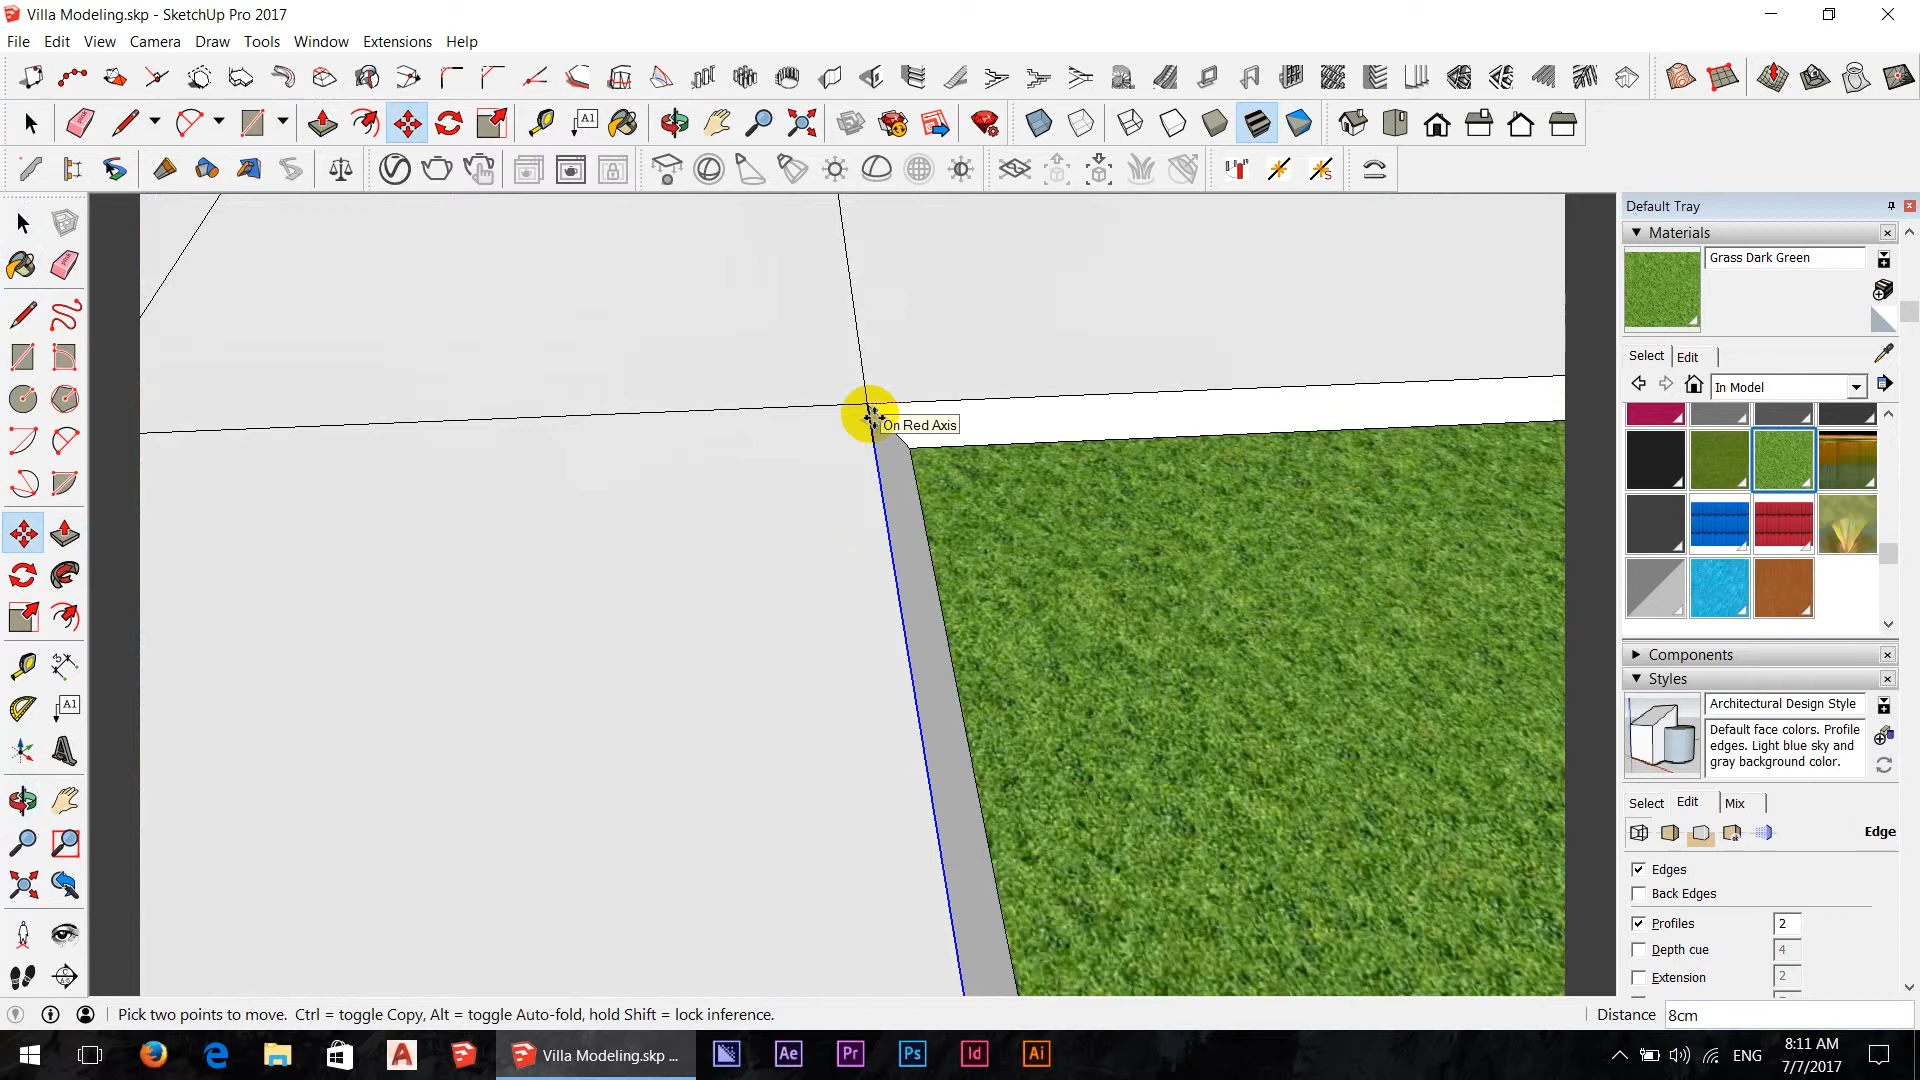 Villa Modeling.skp - SketchUp Pro 2017
File Edit View Camera Draw Tools Window Extensions Help
A1
Default Tray
Materials
Grass Dark Green
Select Edit
In Model
On Red Axis
Components
Styles
Architectural Design Style
Default face colors. Profile
edges. Light blue sky and
gray background color.
Select Edit Mix
Edge
Edges
Back Edges
Profiles 2
Depth cue 4
Extension 2
A1
Pick two points to move. Ctrl = toggle Copy, Alt = toggle Auto-fold, hold Shift = lock inference.
Distance 8cm
Villa Modeling.skp ...
Ae Pr Ps Id Ai
ENG
8:11 AM
7/7/2017